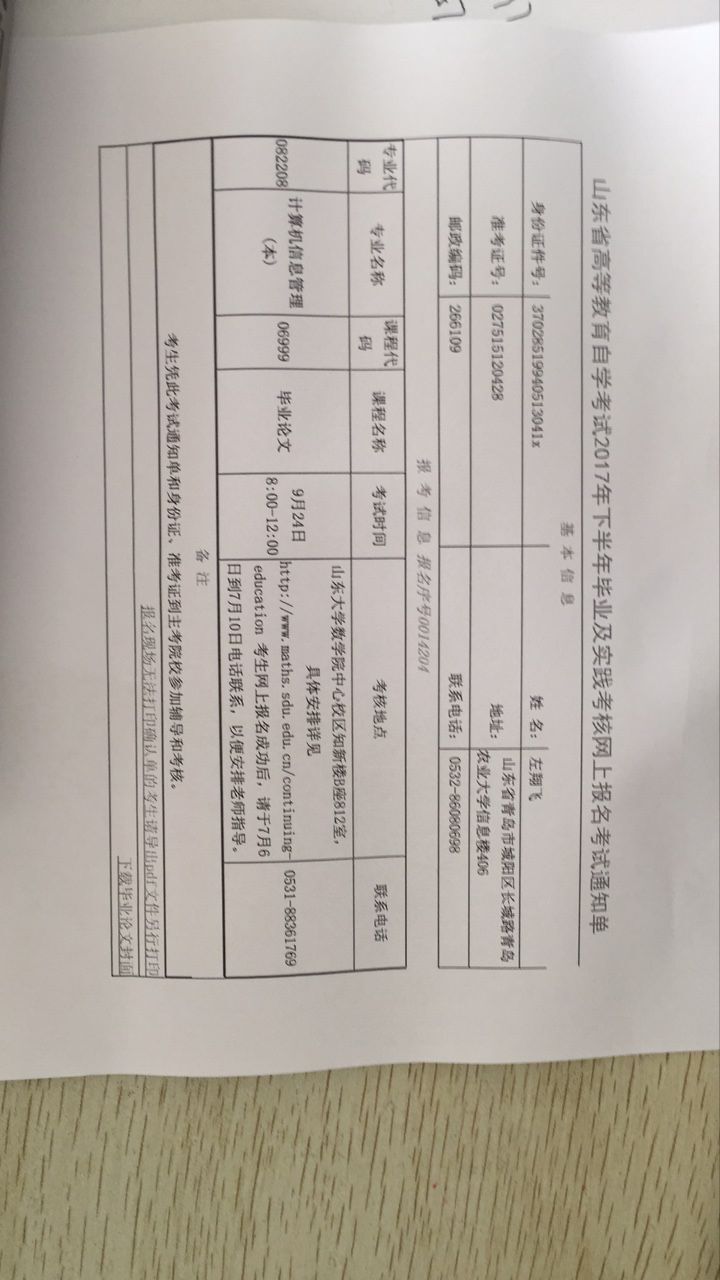 山东省高等教育自学考试2017年下半年毕业及实践考核网上报名考试通知单
基 本 信 息
身份证件号: 37028519940513041x 姓 名: 左翔飞
准考证号: 027515120428 地址: 山东省青岛市城阳区长城路青岛
农业大学信息楼406
邮政编码: 266109 联系电话: 0532-86080698
报 考 信 息 报名序号0014204
专业代码 专业名称 课程代码 课程名称 考试时间 考核地点 联系电话
082208 计算机信息管理(本) 06999 毕业论文 9月24日 8:00-12:00 山东大学数学院中心校区知新楼B座812室,
具体安排详见
http://www.maths.sdu.edu.cn/continuing-
education 考生网上报名成功后，请于7月6
日到7月10日电话联系，以便安排老师指导。
0531-88361769
备 注
考生凭此考试通知单和身份证、准考证到主考院校参加辅导和考核。
报名现场无法打印确认单的考生请导出pdf文件另行打印
下载毕业论文封面